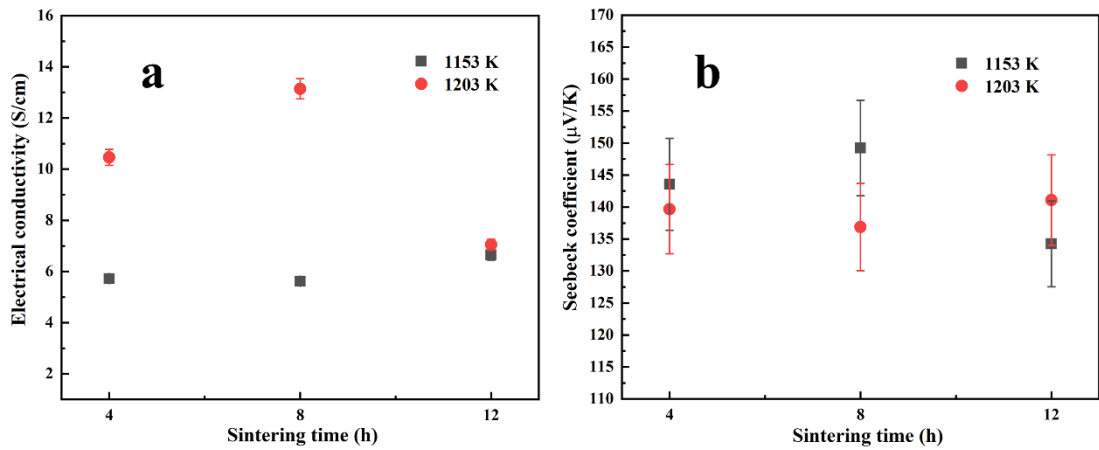 a
1153 K
1203 K
Electrical conductivity (S/cm)
16
14
12
10
8
6
4
2
4
8
12
Sintering time (h)
b
1153 K
1203 K
Seebeck coefficient (μV/K)
170
165
160
155
150
145
140
135
130
125
120
115
110
4
8
12
Sintering time (h)